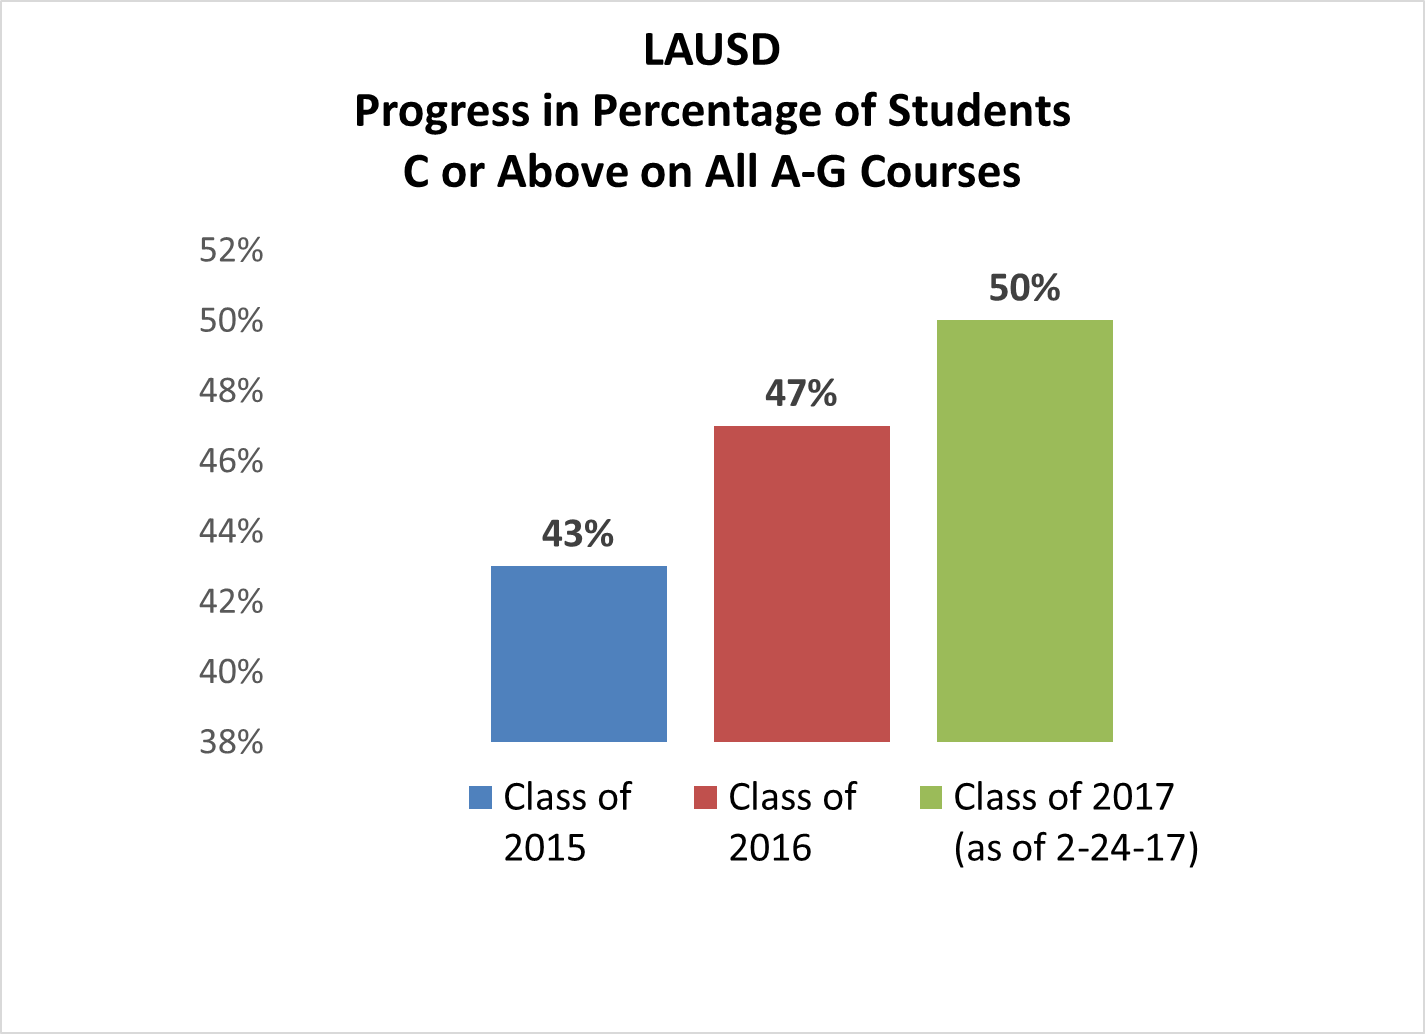 LAUSD
Progress in Percentage of Students
C or Above on All A-G Courses
52%
50%
48%
46%
44%
42%
40%
38%
43%
47%
50%
Class of
2015
Class of
2016
Class of 2017
(as of 2-24-17)